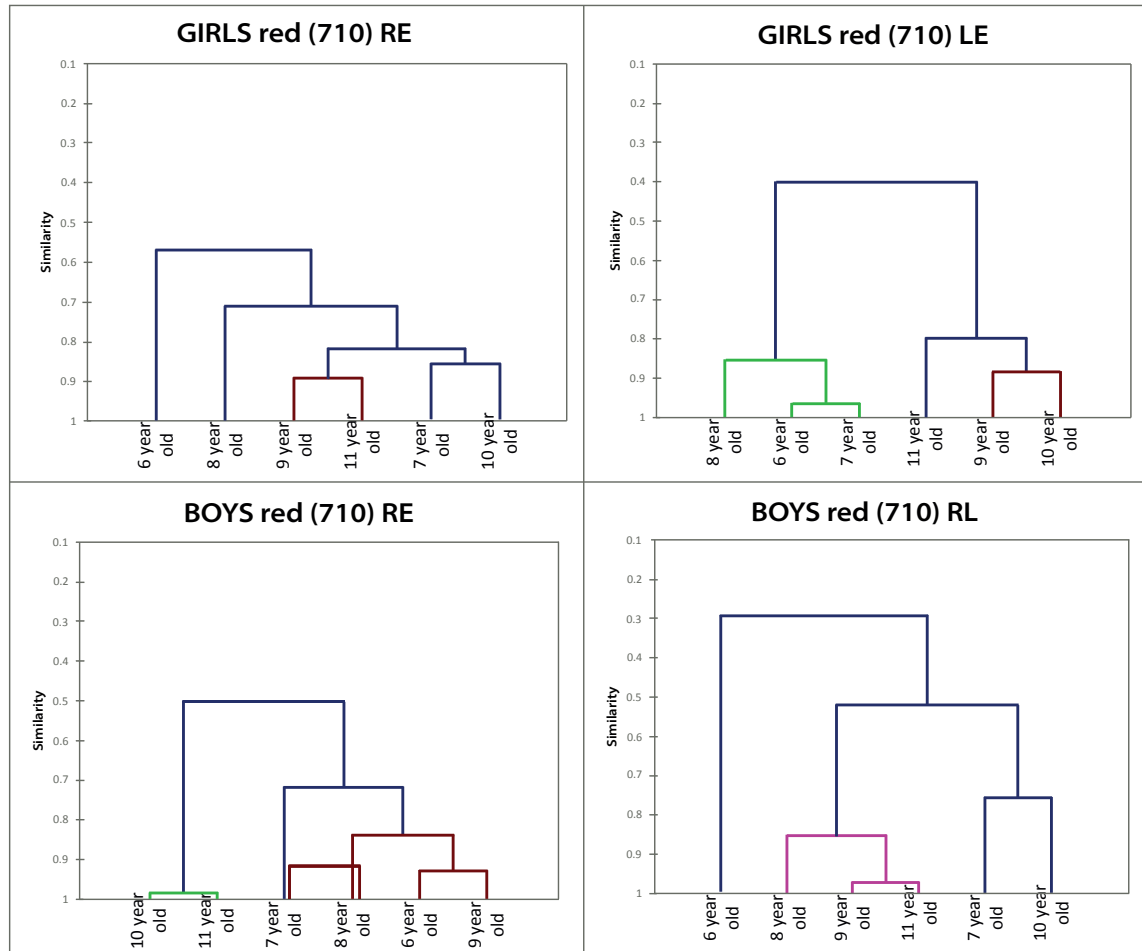 GIRLS red (710) RE
0.1
0.2
0.3
0.4
0.5
0.6
0.7
0.8
0.9
1
Similarity
6 year
old
8 year
old
9 year
old
11 year
old
7 year
old
10 year
old
GIRLS red (710) LE
0.1
0.2
0.3
0.4
0.5
0.6
0.7
0.8
0.9
1
Similarity
8 year
old
6 year
old
7 year
old
11 year
old
9 year
old
10 year
old
BOYS red (710) RE
0.1
0.2
0.3
0.4
0.5
0.6
0.7
0.8
0.9
1
Similarity
10 year
old
11 year
old
7 year
old
8 year
old
6 year
old
9 year
old
BOYS red (710) RL
0.1
0.2
0.3
0.4
0.5
0.6
0.7
0.8
0.9
1
Similarity
6 year
old
8 year
old
9 year
old
11 year
old
7 year
old
10 year
old